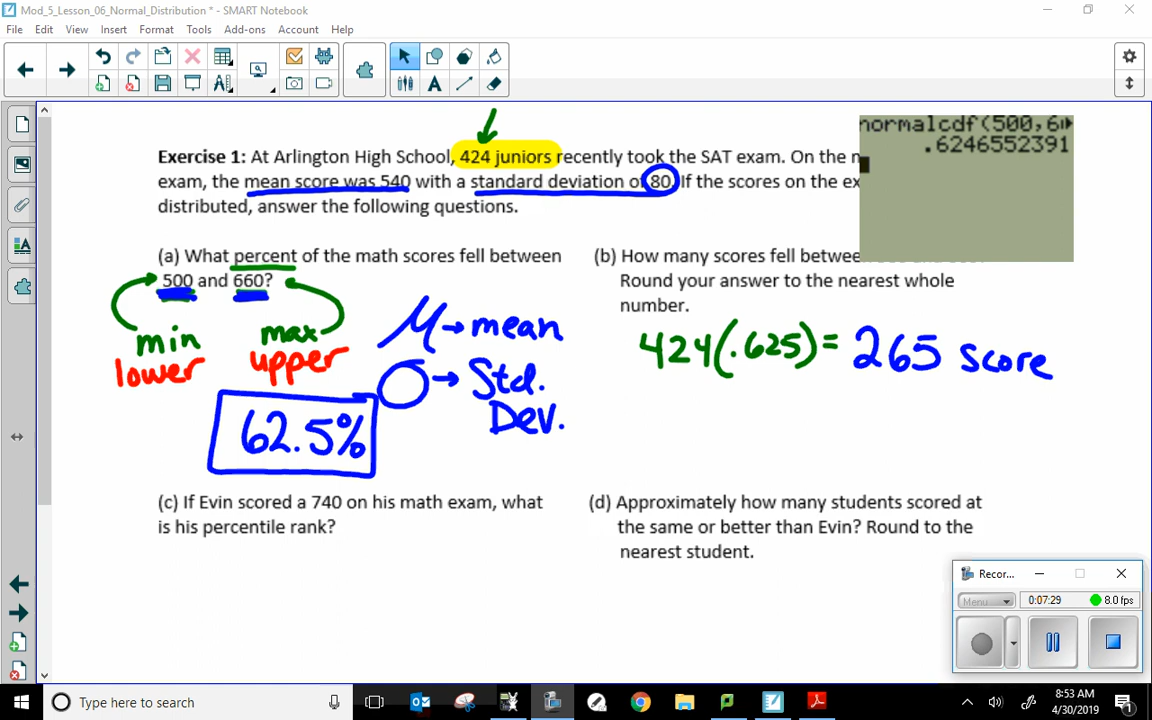 Mod_5_Lesson_06_Normal_Distribution * - SMART Notebook
File Edit View Insert Format Tools Add-ons Account Help
Exercise 1: At Arlington High School, 424 juniors recently took the SAT exam. On the
exam, the mean score was 540 with a standard deviation of 80. If the scores on the
distributed, answer the following questions.
normalcdf(500,6
.6246552391
(a) What percent of the math scores fell between
500 and 660?
min
lower
max
upper
μ → mean
σ → Std.
Dev.
62.5%
(b) How many scores fell between
Round your answer to the nearest whole
number.
424(.625) = 265 score
(c) If Evin scored a 740 on his math exam, what
is his percentile rank?
(d) Approximately how many students scored at
the same or better than Evin? Round to the
nearest student.
Recor...
Menu
0:07:29
8.0 fps
Type here to search
8:53 AM
4/30/2019
1